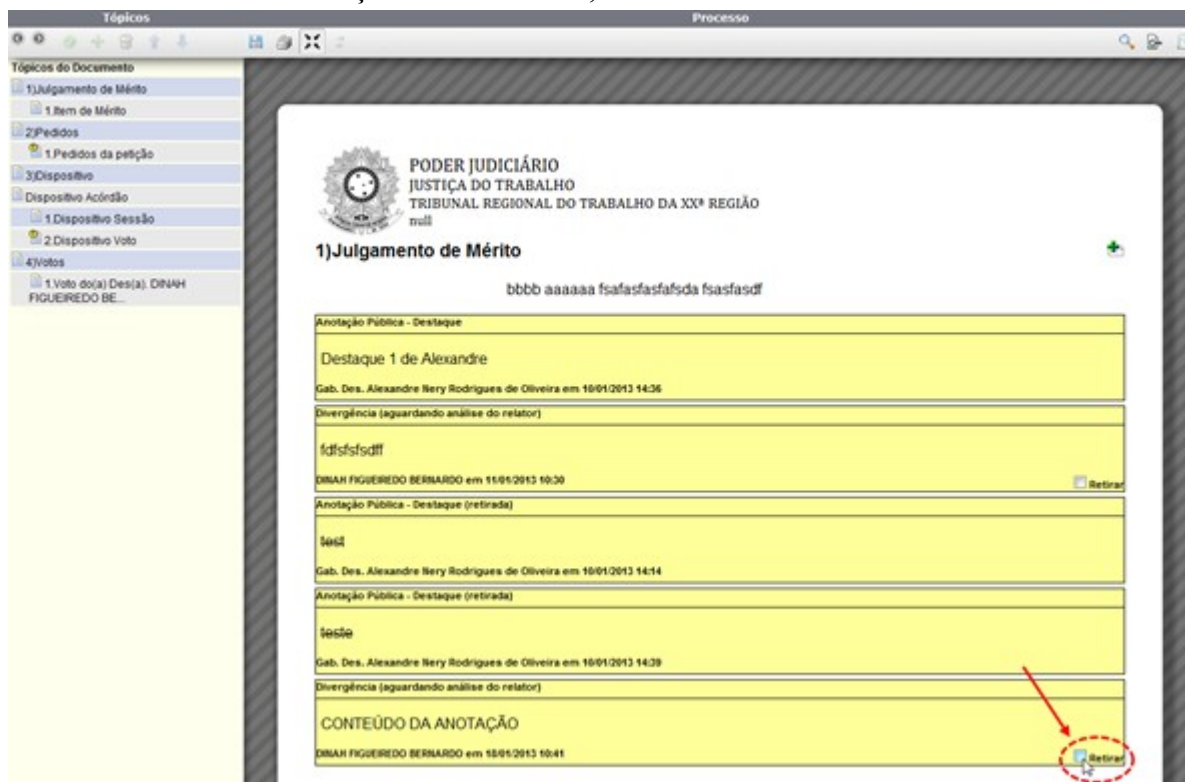 Tópicos
Processo
Tópicos do Documento
1)Julgamento de Mérito
1.Item de Mérito
2)Pedidos
1.Pedidos da petição
3)Dispositivo
Dispositivo Acórdão
1.Dispositivo Sessão
2.Dispositivo Voto
4)Votos
1.Voto do(a) Des(a). DINAH
FIGUEIREDO BE...
PODER JUDICIÁRIO
JUSTIÇA DO TRABALHO
TRIBUNAL REGIONAL DO TRABALHO DA XXª REGIÃO
null
1)Julgamento de Mérito
bbbb aaaaaa fsafasfasfafsda fsasfasdf
Anotação Pública - Destaque
Destaque 1 de Alexandre
Gab. Des. Alexandre Nery Rodrigues de Oliveira em 10/01/2013 14:36
Divergência (aguardando análise do relator)
fdfsfsfsdff
DINAH FIGUEIREDO BERNARDO em 11/01/2013 10:30
Retirar
Anotação Pública - Destaque (retirada)
test
Gab. Des. Alexandre Nery Rodrigues de Oliveira em 10/01/2013 14:14
Anotação Pública - Destaque (retirada)
teste
Gab. Des. Alexandre Nery Rodrigues de Oliveira em 10/01/2013 14:39
Divergência (aguardando análise do relator)
CONTEÚDO DA ANOTAÇÃO
DINAH FIGUEIREDO BERNARDO em 18/01/2013 10:41
Retirar